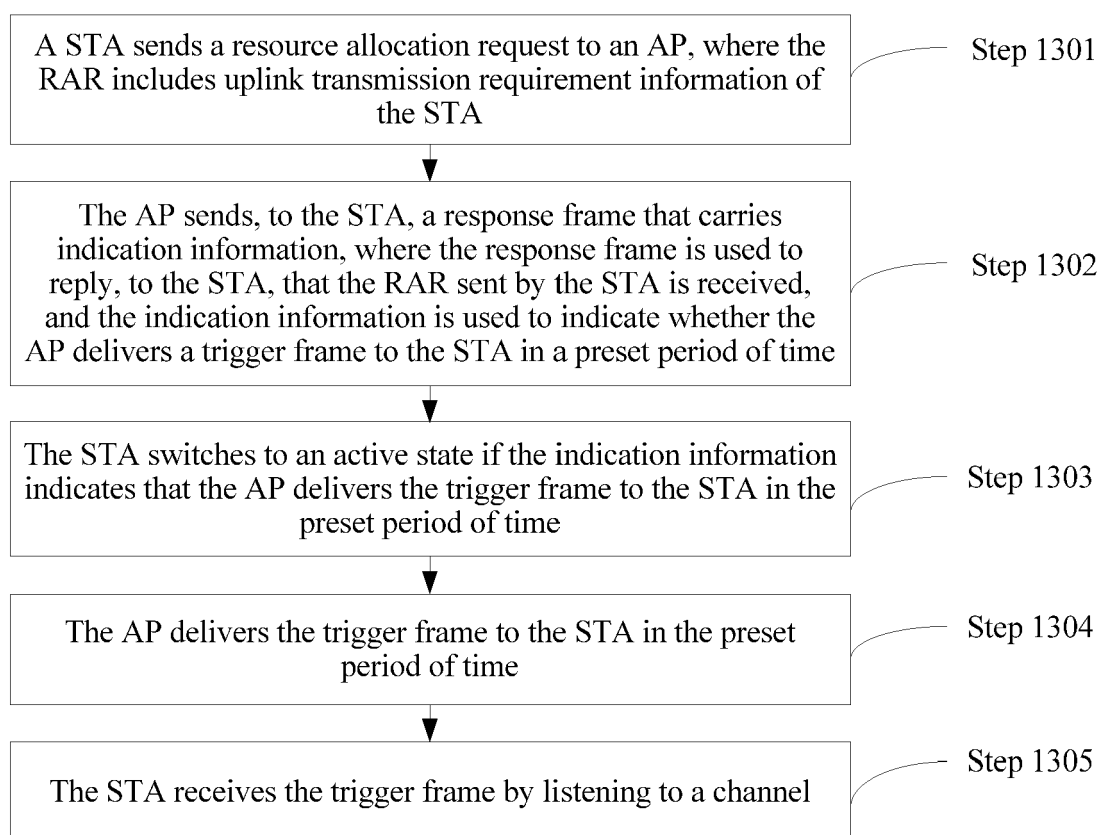 A STA sends a resource allocation request to an AP, where the
RAR includes uplink transmission requirement information of
the STA
Step 1301
The AP sends, to the STA, a response frame that carries
indication information, where the response frame is used to
reply, to the STA, that the RAR sent by the STA is received,
and the indication information is used to indicate whether the
AP delivers a trigger frame to the STA in a preset period of time
Step 1302
The STA switches to an active state if the indication information
indicates that the AP delivers the trigger frame to the STA in the
preset period of time
Step 1303
The AP delivers the trigger frame to the STA in the preset
period of time
Step 1304
The STA receives the trigger frame by listening to a channel
Step 1305